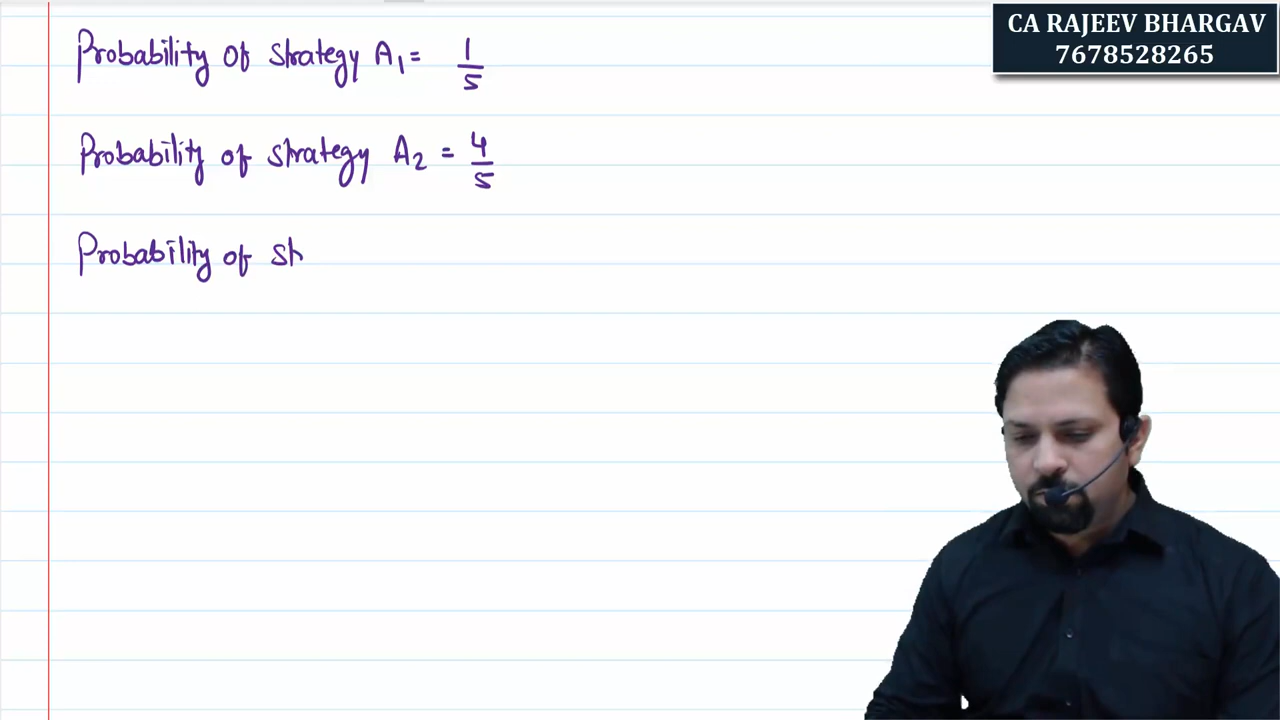 CA RAJEEV BHARGAV
7678528265
Probability Of strategy A₁ = 1/5
Probability of strategy A₂ = 4/5
Probability of st